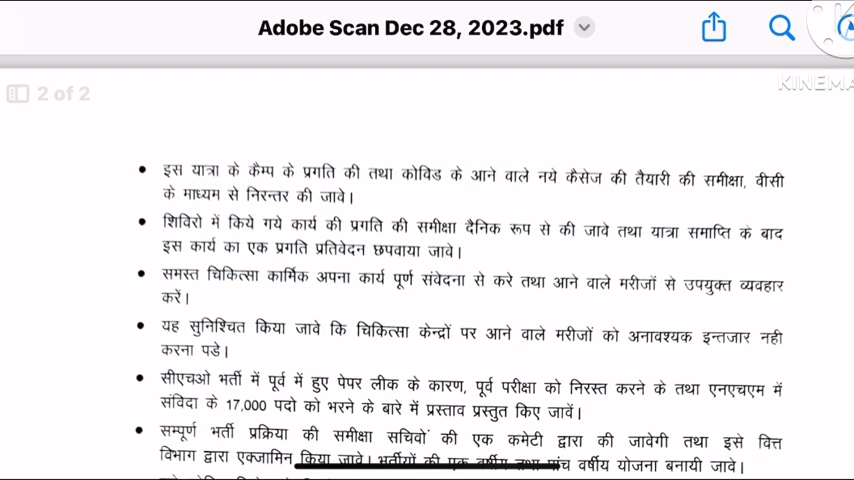 Adobe Scan Dec 28, 2023.pdf
KINEMA
2 of 2
• इस यात्रा के कैम्प के प्रगति की तथा कोविड के आने वाले नये कैसेज की तैयारी की समीक्षा, वीसी
के माध्यम से निरन्तर की जावे।
• शिविरो में किये गये कार्य की प्रगति की समीक्षा दैनिक रूप से की जावे तथा यात्रा समाप्ति के बाद
इस कार्य का एक प्रगति प्रतिवेदन छपवाया जावे।
• समस्त चिकित्सा कार्मिक अपना कार्य पूर्ण संवेदना से करे तथा आने वाले मरीजों से उपयुक्त व्यवहार
करें।
• यह सुनिश्चित किया जावे कि चिकित्सा केन्द्रों पर आने वाले मरीजों को अनावश्यक इन्तजार नही
करना पडे।
• सीएचओ भर्ती में पूर्व में हुए पेपर लीक के कारण, पूर्व परीक्षा को निरस्त करने के तथा एनएचएम में
संविदा के 17,000 पदो को भरने के बारे में प्रस्ताव प्रस्तुत किए जावें।
• सम्पूर्ण भर्ती प्रक्रिया की समीक्षा सचिवों की एक कमेटी द्वारा की जावेगी तथा इसे वित्त
विभाग द्वारा एक्जामिन किया जावे। भर्तीयों की एक वर्षीय तथा पांच वर्षीय योजना बनायी जावे।